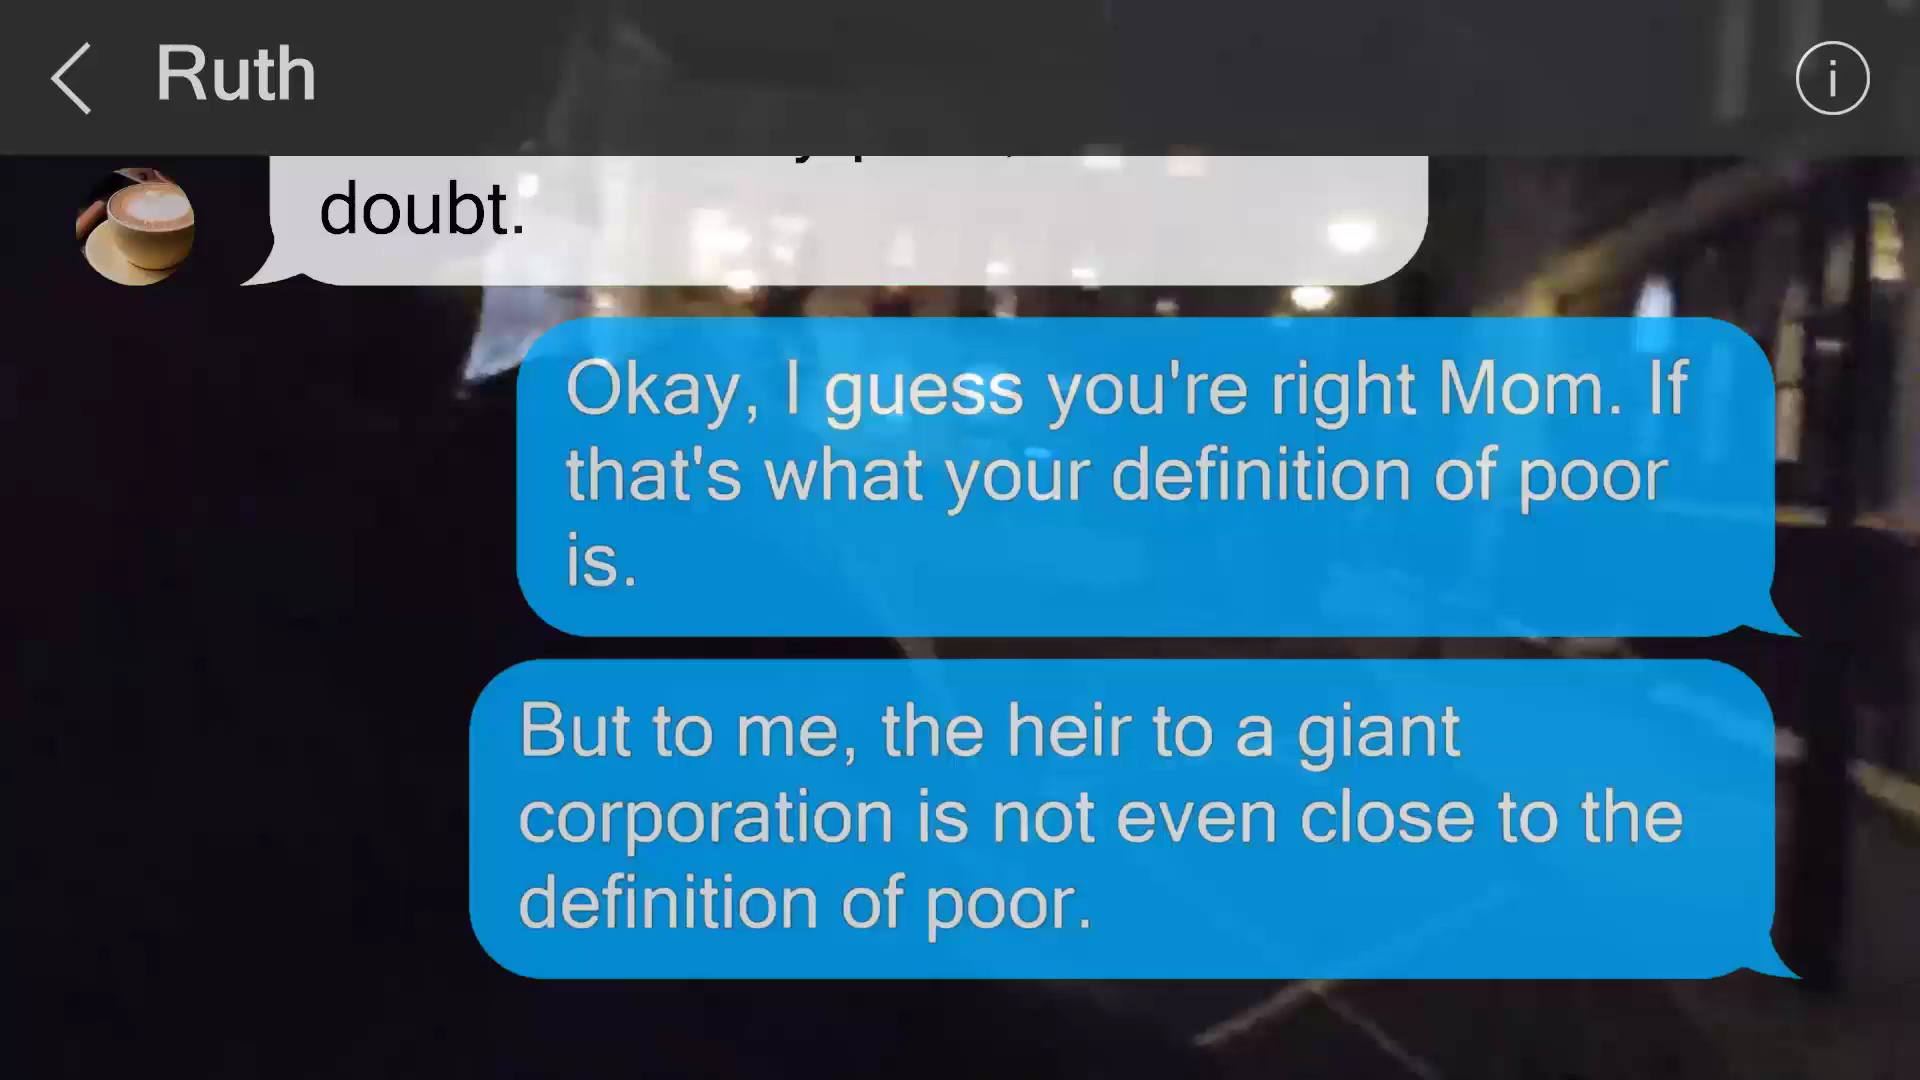 Ruth
doubt.
Okay, I guess you're right Mom. If
that's what your definition of poor
is.
But to me, the heir to a giant
corporation is not even close to the
definition of poor.